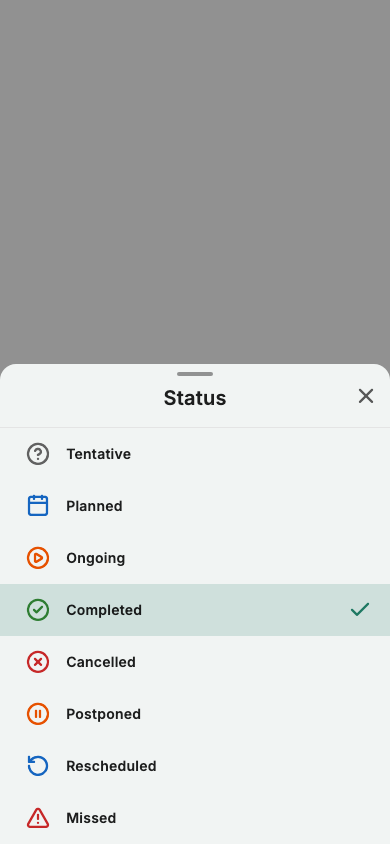 Status
Tentative
Planned
Ongoing
Completed
Cancelled
Postponed
Rescheduled
Missed